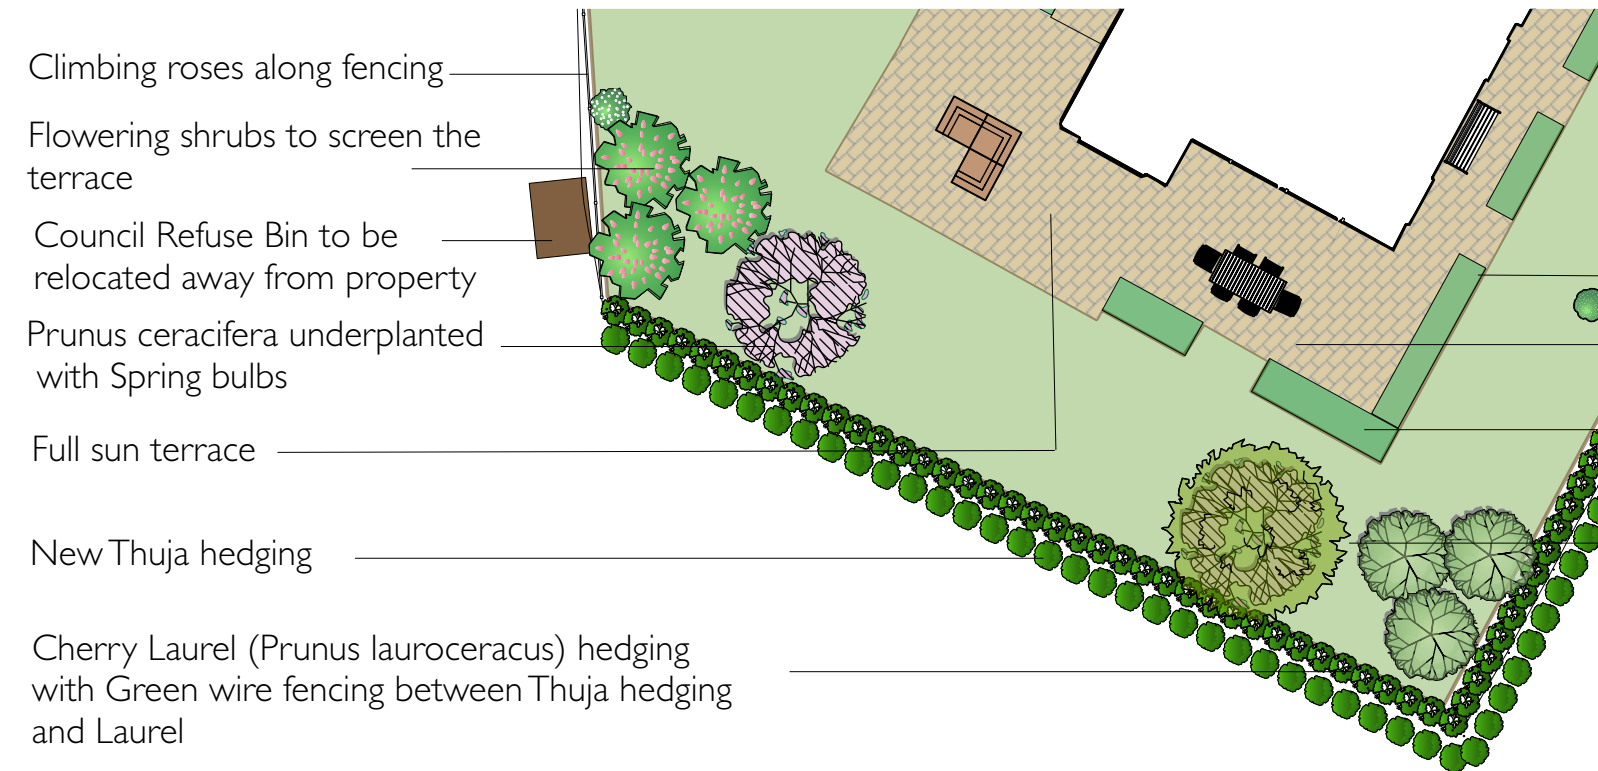 Climbing roses along fencing
Flowering shrubs to screen the
terrace
Council Refuse Bin to be
relocated away from property
Prunus ceracifera underplanted
with Spring bulbs
Full sun terrace
New Thuja hedging
Cherry Laurel (Prunus lauroceracus) hedging
with Green wire fencing between Thuja hedging
and Laurel